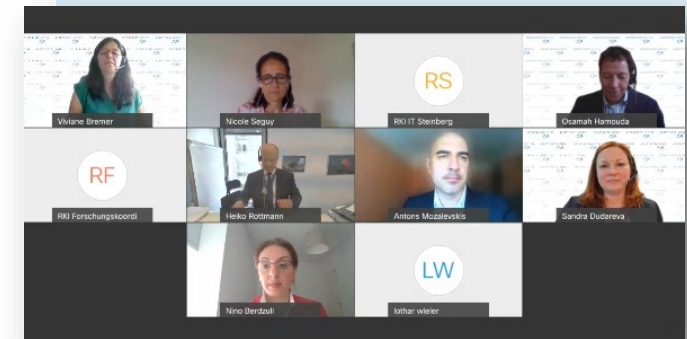 Viviane Bremer
Nicole Seguy
RS
RKI IT Steinberg
Osamah Hamouda
RF
RKI Forschungskoordi
Heiko Rottmann
Antons Mozalevskis
Sandra Dudareva
Nino Berdzuli
LW
lothar wieler